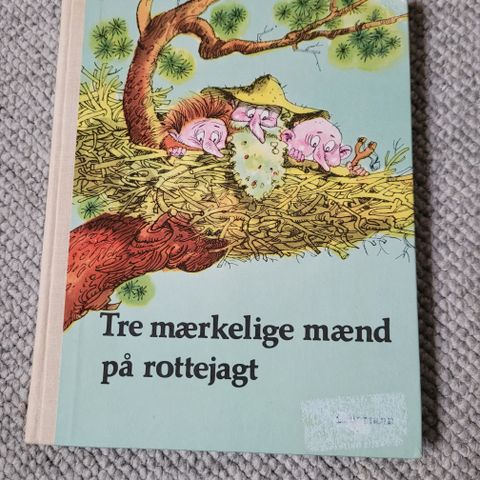 Tre mærkelige mænd
på rottejagt